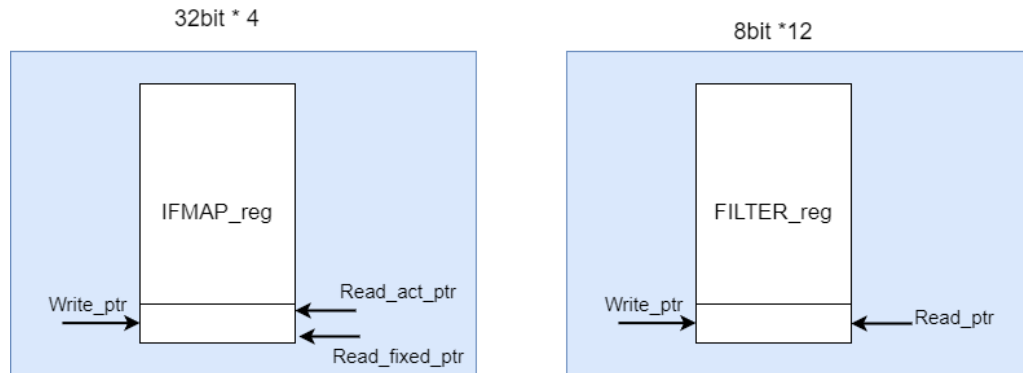 32bit * 4
8bit *12
IFMAP_reg
FILTER_reg
Write_ptr
Read_act_ptr
Read_fixed_ptr
Write_ptr
Read_ptr